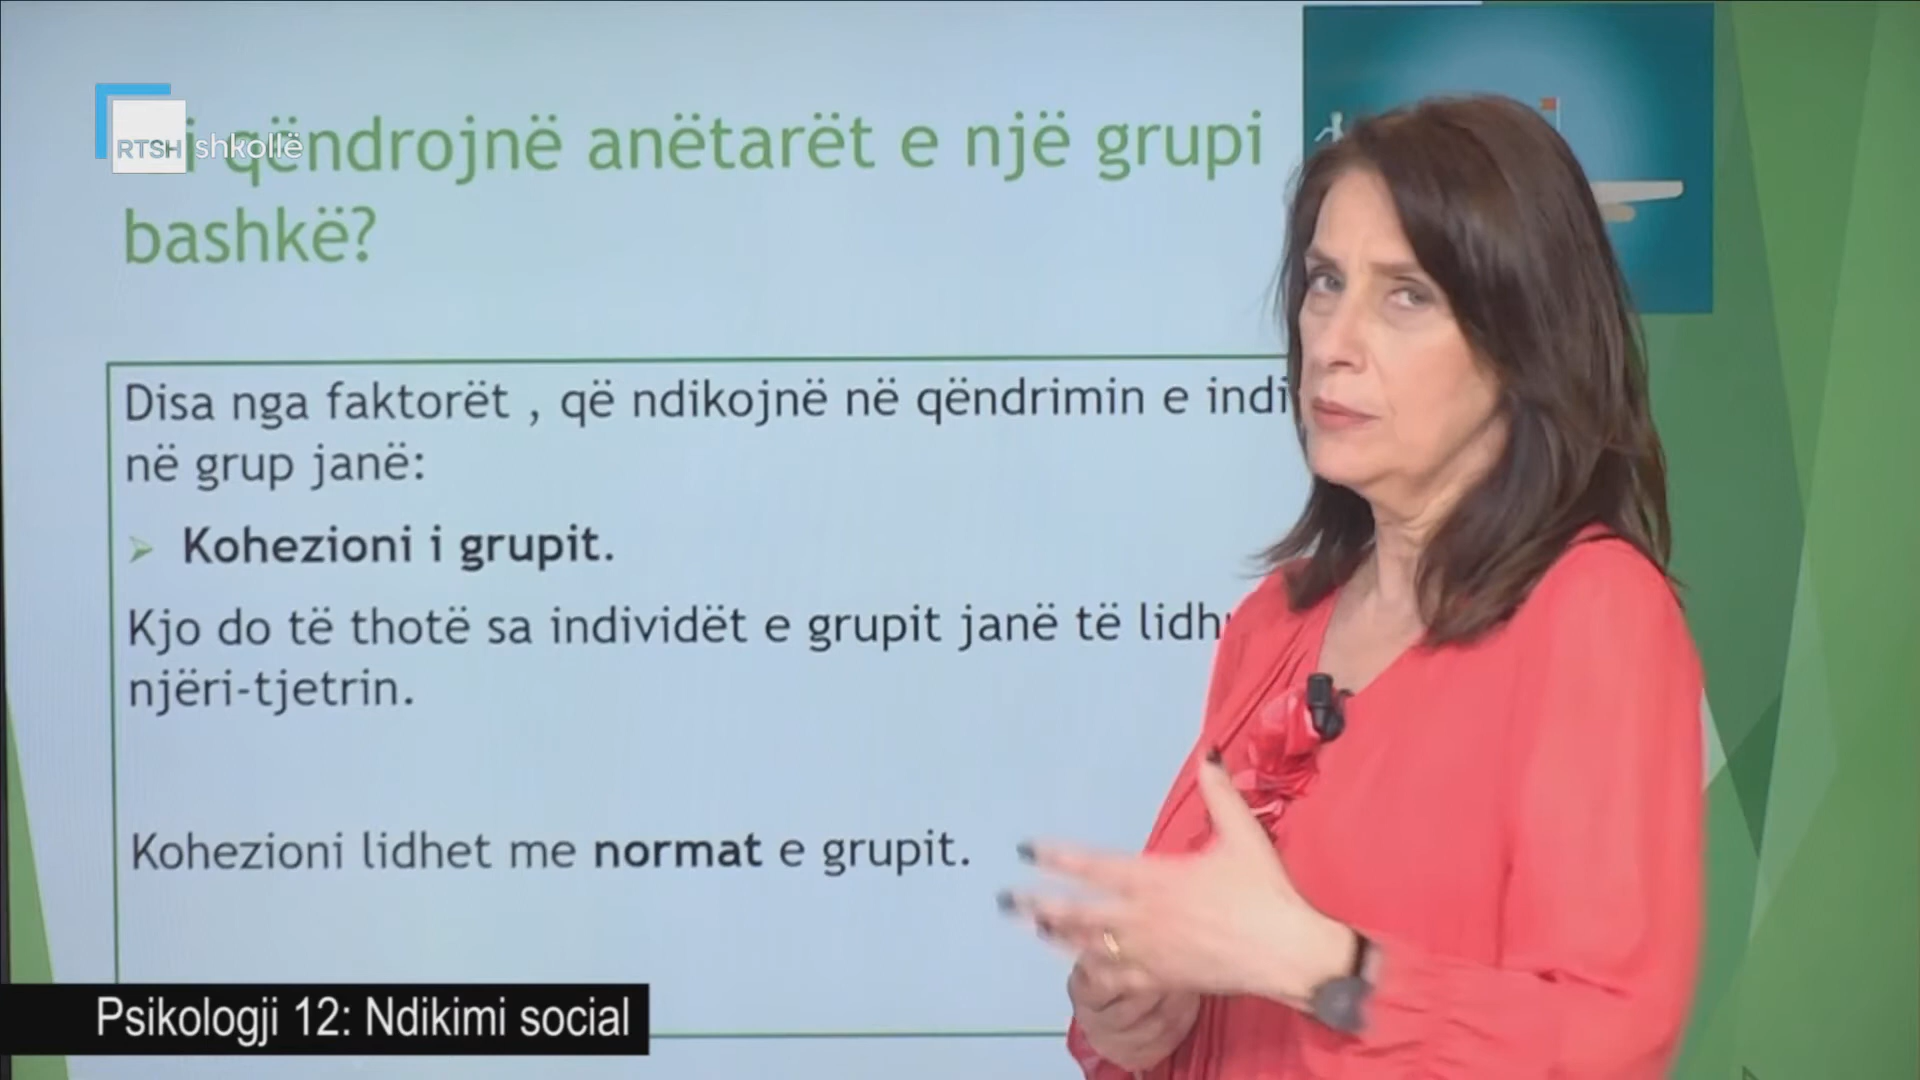 RTSH shkollë
qëndrojnë anëtarët e një grupi
bashkë?
Disa nga faktorët , që ndikojnë në qëndrimin e indi
në grup janë:
Kohezioni i grupit.
Kjo do të thotë sa individët e grupit janë të
njëri-tjetrin.
Kohezioni lidhet me normat e grupit.
Psikologji 12: Ndikimi social